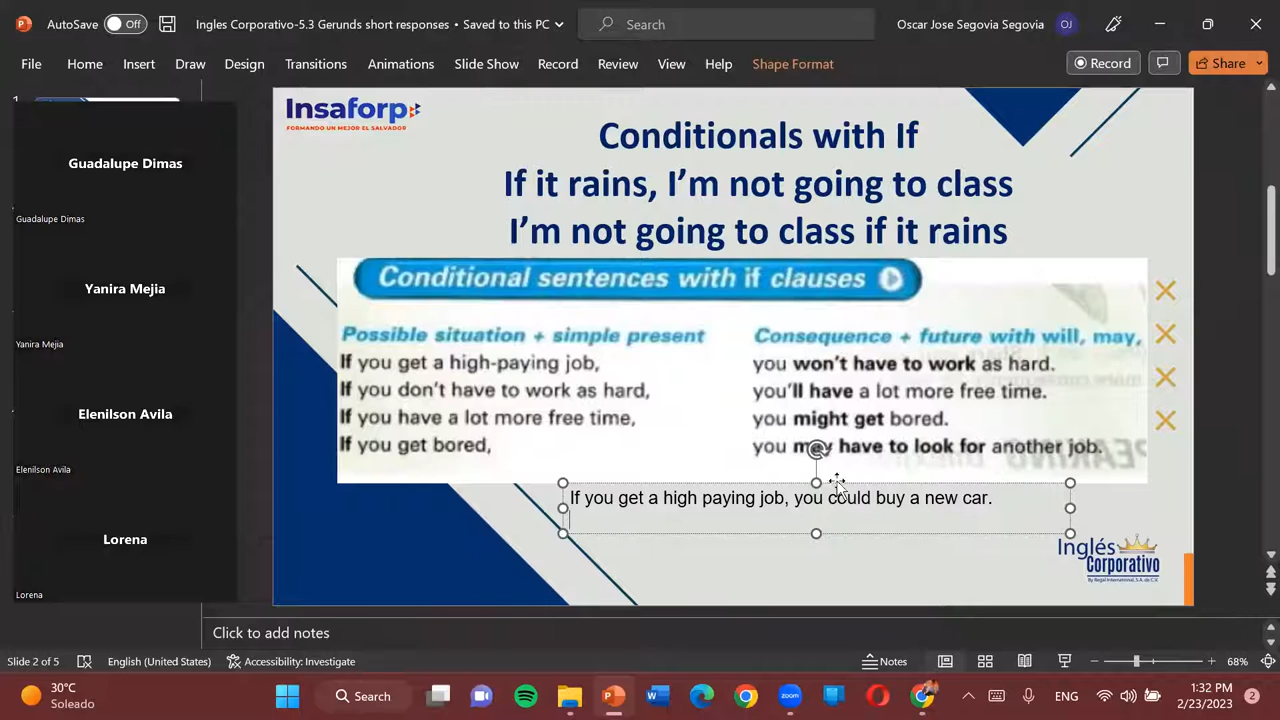 AutoSave Off Ingles Corporativo-5.3 Gerunds short responses • Saved to this PC Search Oscar Jose Segovia Segovia OJ
File Home Insert Draw Design Transitions Animations Slide Show Record Review View Help Shape Format Record Share
1
Guadalupe Dimas
Guadalupe Dimas
Yanira Mejia
Yanira Mejia
Elenilson Avila
Elenilson Avila
Lorena
Lorena
Insaforp
FORMANDO UN MEJOR EL SALVADOR
Conditionals with If
If it rains, I'm not going to class
I'm not going to class if it rains
Conditional sentences with if clauses
Possible situation + simple present Consequence + future with will, may,
If you get a high-paying job, you won't have to work as hard.
If you don't have to work as hard, you'll have a lot more free time.
If you have a lot more free time, you might get bored.
If you get bored, you may have to look for another job.
If you get a high paying job, you could buy a new car.
Inglés
Corporativo
By Regal International, S.A. de C.V.
Click to add notes
Slide 2 of 5 English (United States) Accessibility: Investigate Notes 68%
30°C
Soleado
Search
zoom
ENG
1:32 PM
2/23/2023
2